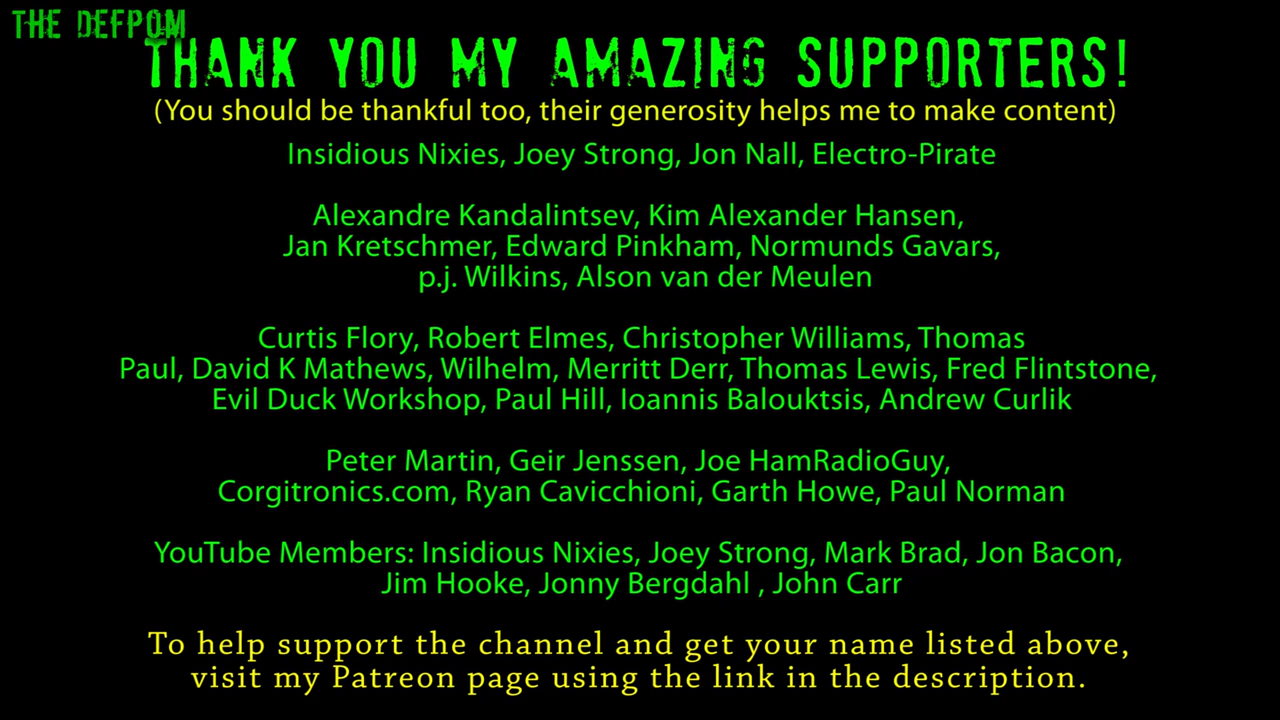 THE DEFPOM
THANK YOU MY AMAZING SUPPORTERS!
(You should be thankful too, their generosity helps me to make content)
Insidious Nixies, Joey Strong, Jon Nall, Electro-Pirate
Alexandre Kandalintsev, Kim Alexander Hansen,
Jan Kretschmer, Edward Pinkham, Normunds Gavars,
p.j. Wilkins, Alson van der Meulen
Curtis Flory, Robert Elmes, Christopher Williams, Thomas
Paul, David K Mathews, Wilhelm, Merritt Derr, Thomas Lewis, Fred Flintstone,
Evil Duck Workshop, Paul Hill, Ioannis Balouktsis, Andrew Curlik
Peter Martin, Geir Jenssen, Joe HamRadioGuy,
Corgitronics.com, Ryan Cavicchioni, Garth Howe, Paul Norman
YouTube Members: Insidious Nixies, Joey Strong, Mark Brad, Jon Bacon,
Jim Hooke, Jonny Bergdahl , John Carr
To help support the channel and get your name listed above,
visit my Patreon page using the link in the description.